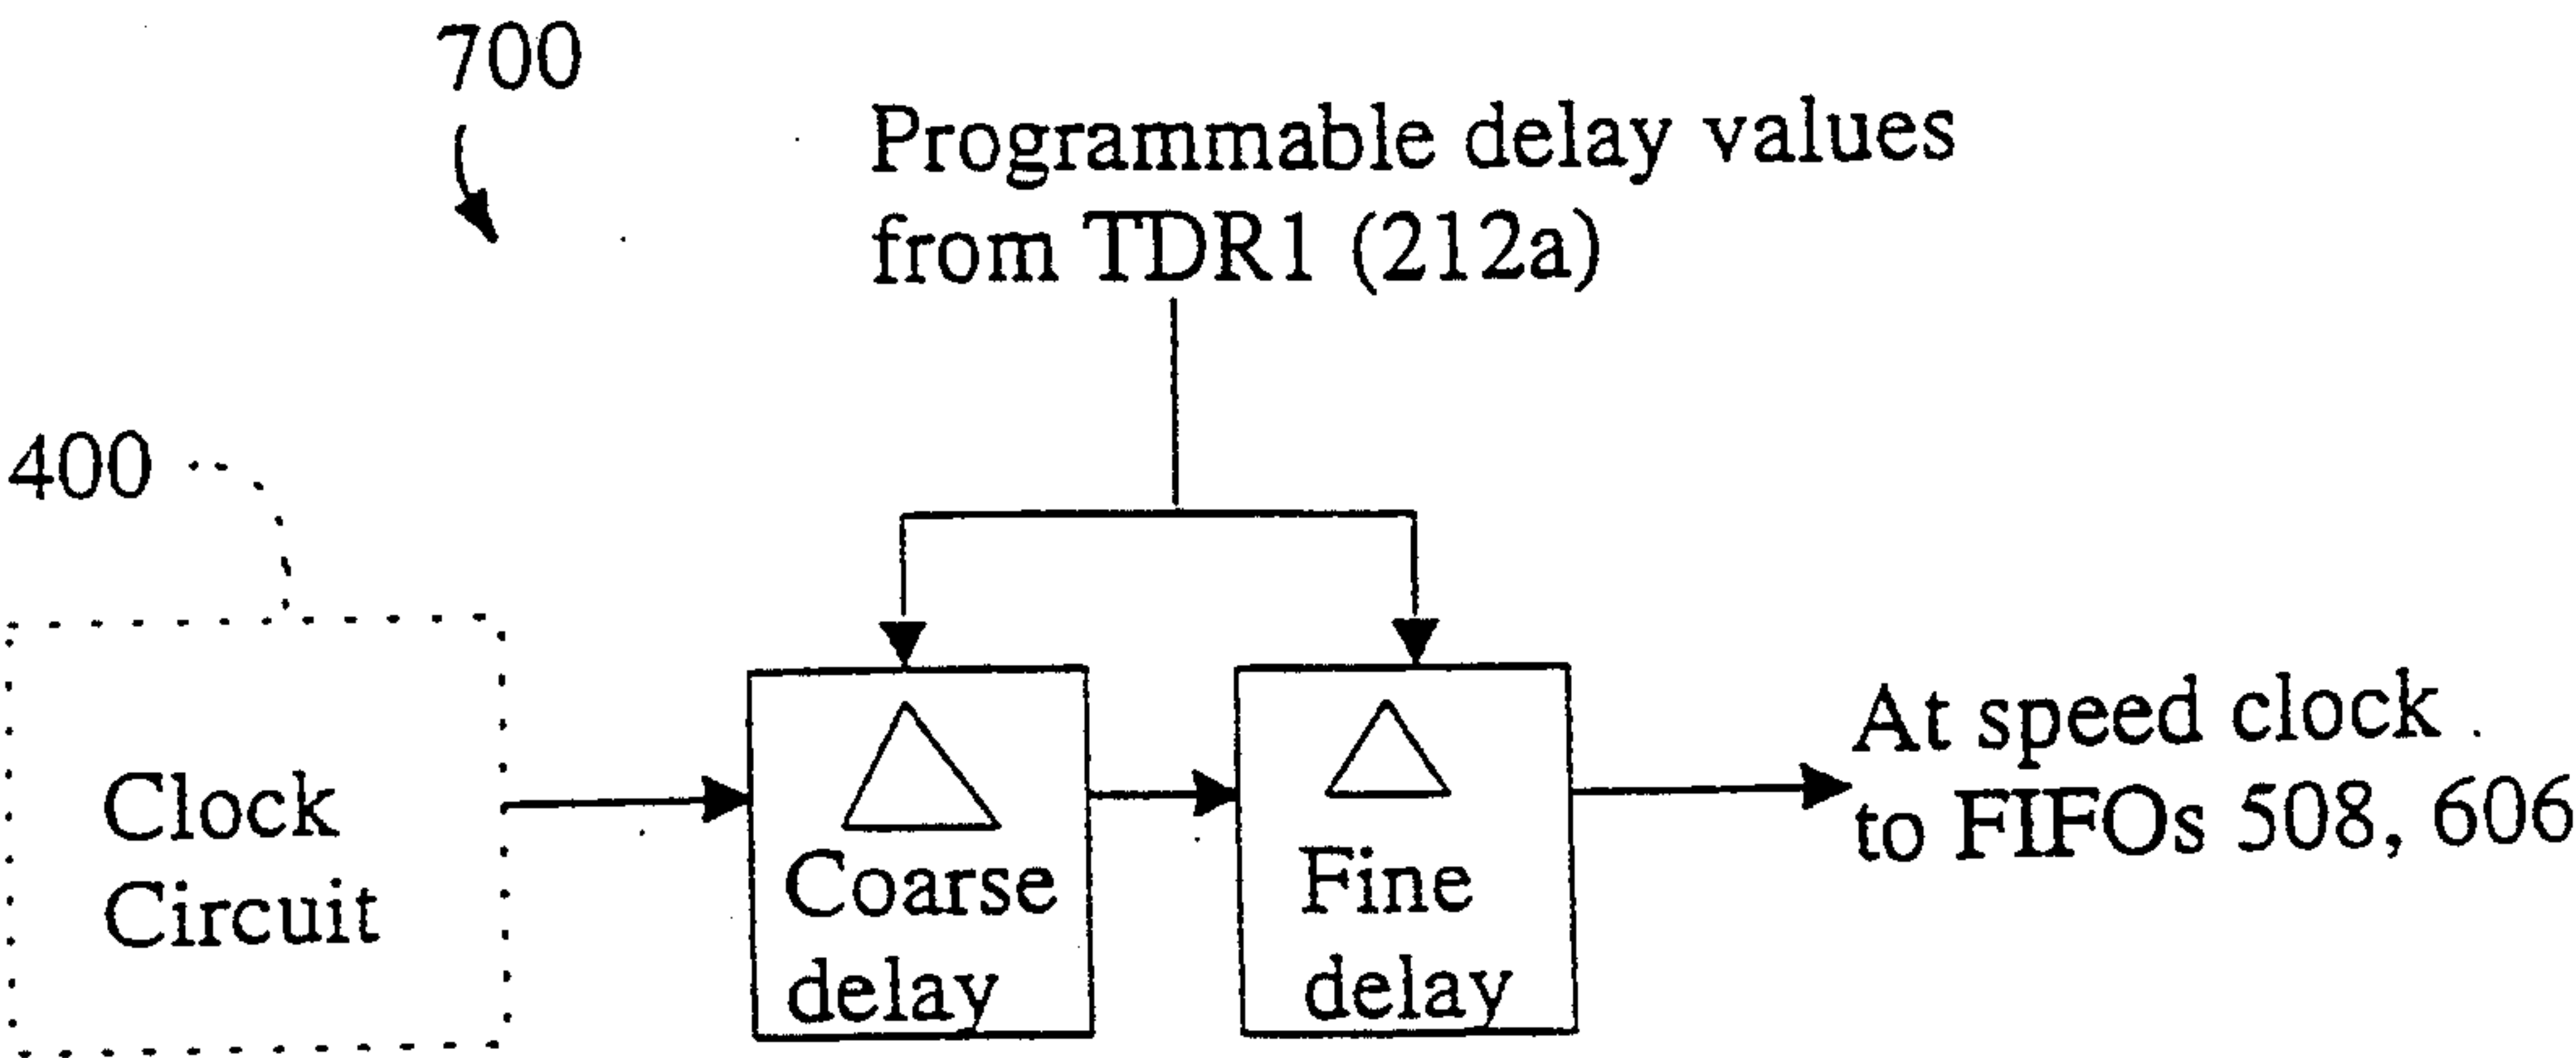 700
Programmable delay values
from TDR1 (212a)
400
Clock
Circuit
Coarse
delay
Fine
delay
At speed clock
to FIFOs 508, 606